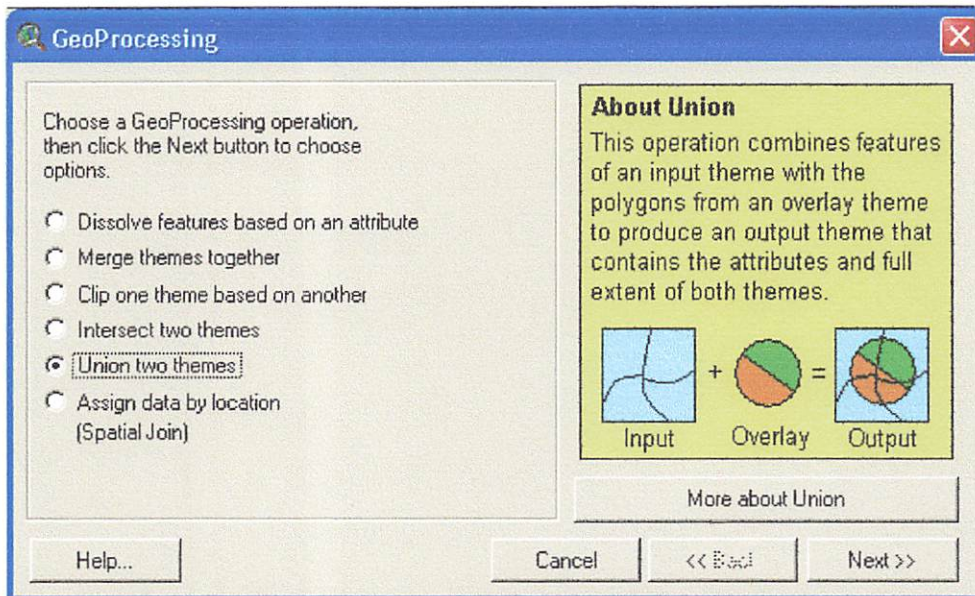 GeoProcessing
Choose a GeoProcessing operation,
then click the Next button to choose
options.
Dissolve features based on an attribute
Merge themes together
Clip one theme based on another
Intersect two themes
Union two themes
Assign data by location
(Spatial Join)
About Union
This operation combines features
of an input theme with the
polygons from an overlay theme
to produce an output theme that
contains the attributes and full
extent of both themes.
+ =
Input Overlay Output
More about Union
Help...
Cancel
<< Back
Next >>